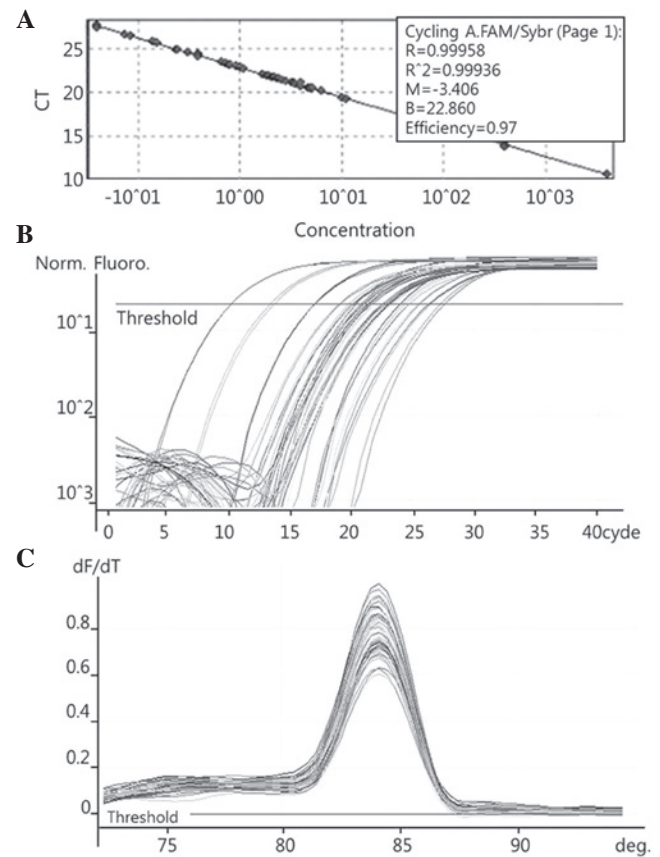 A
Cycling A.FAM/Sybr (Page 1):
R=0.99958
R^2=0.99936
M=-3.406
B=22.860
Efficiency=0.97
CT
25
20
15
10
-10^01 10^00 10^01 10^02 10^03
Concentration
B
Norm. Fluoro.
Threshold
10^1
10^2
10^3
0 5 10 15 20 25 30 35 40cyde
C
dF/dT
0.8
0.6
0.4
0.2
0
Threshold
75 80 85 90 deg.